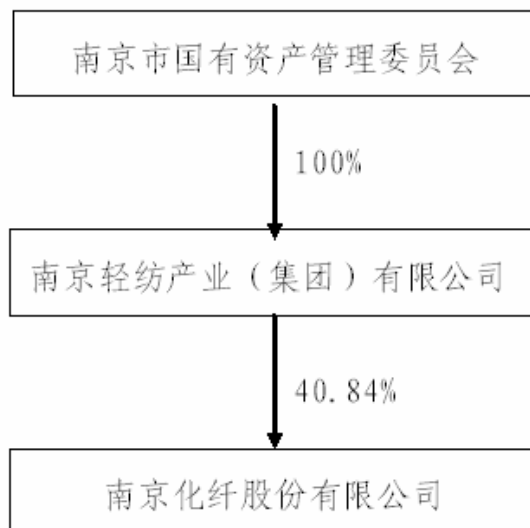 南京市国有资产管理委员会
100%
南京轻纺产业（集团）有限公司
40.84%
南京化纤股份有限公司